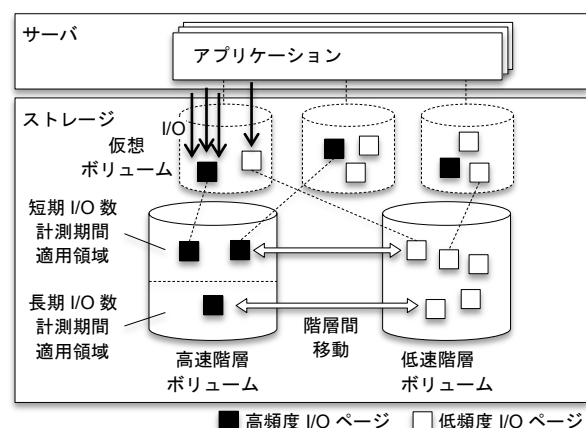 サーバ
アプリケーション
ストレージ
I/O
仮想
ボリューム
短期 I/O 数
計測期間
適用領域
長期 I/O 数
計測期間
適用領域
階層間
移動
高速階層
ボリューム
低速階層
ボリューム
高頻度 I/O ページ
低頻度 I/O ページ